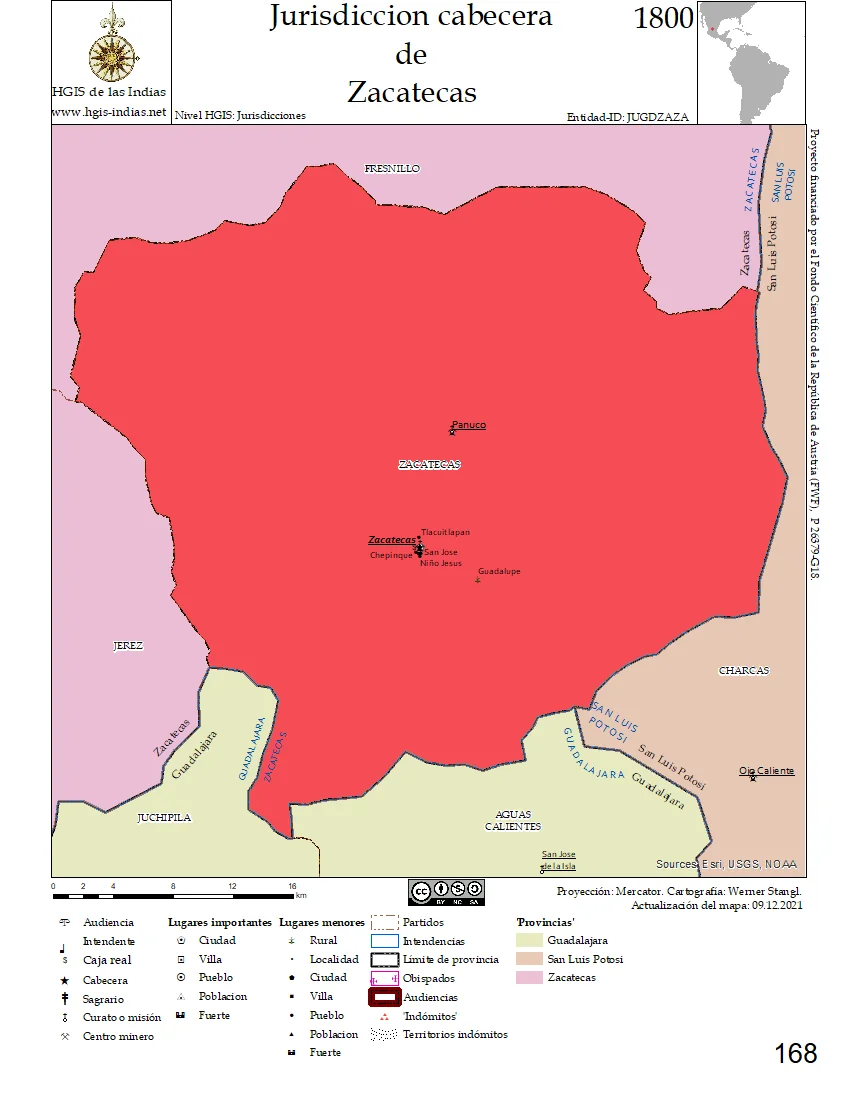 Jurisdiccion cabecera
de
Zacatecas
1800
HGIS de las Indias
www.hgis-indias.net
Nivel HGIS: Jurisdicciones
Entidad-ID: JUGDZAZA
FRESNILLO
ZACATECAS
SAN LUIS
POTOSÍ
Zacatecas
San Luis Potosi
Panuco
ZACATECAS
Tlacuitlapan
Zacatecas
San Jose
Chepinque
Niño Jesus
Guadalupe
JEREZ
CHARCAS
Zacatecas
Guadalajara
GUADALAJARA
ZACATECAS
SAN LUIS
POTOSI
GUADALAJARA
San Luis Potosi
Guadalajara
Ojo Caliente
JUCHIPILA
AGUAS
CALIENTES
San Jose
de la Isla
Sources: Esri, USGS, NOAA
Proyecto financiado por el Fondo Científico de la República de Austria (FWF), P 26379-G18.
0 2 4 8 12 16
km
CC BY NC SA
Proyección: Mercator. Cartografía: Werner Stangl.
Actualización del mapa: 09.12.2021
Audiencia
Intendente
Caja real
Cabecera
Sagrario
Curato o misión
Centro minero
Lugares importantes
Ciudad
Villa
Pueblo
Poblacion
Fuerte
Lugares menores
Rural
Localidad
Ciudad
Villa
Pueblo
Poblacion
Fuerte
Partidos
Intendencias
Límite de provincia
Obispados
Audiencias
'Indómitos'
Territorios indómitos
'Provincias'
Guadalajara
San Luis Potosi
Zacatecas
168